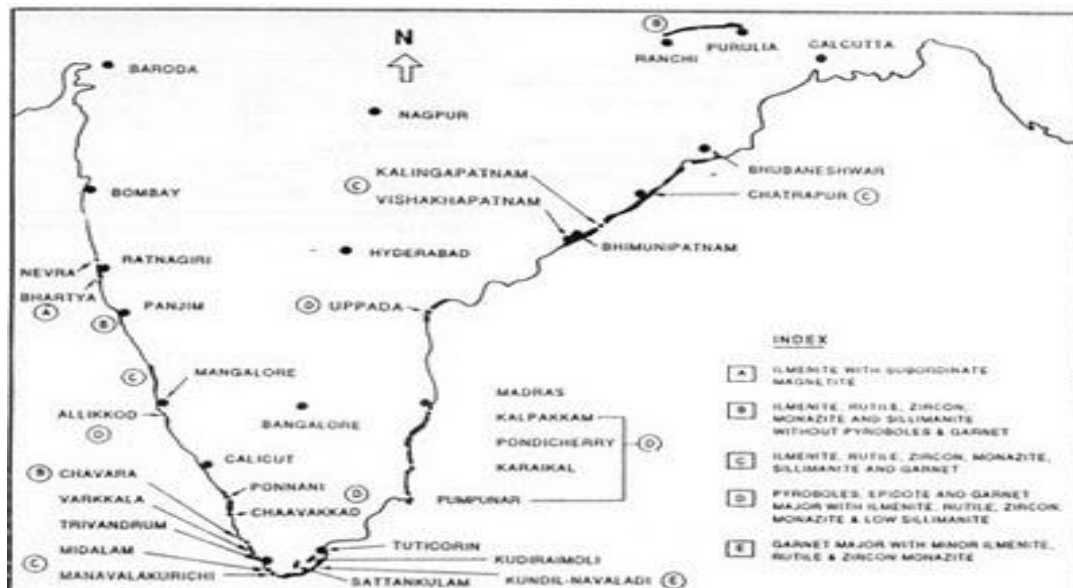 N
B
RANCHI
PURULIA
CALCUTTA
BARODA
NAGPUR
BHUBANESHWAR
KALINGAPATNAM
C
VISHAKHAPATNAM
CHATRAPUR C
BHIMUNIPATNAM
BOMBAY
HYDERABAD
RATNAGIRI
NEVRA
BHARTYA
A
PANJIM
B
D UPPADA
C
MANGALORE
ALLIKKOD
D
BANGALORE
MADRAS
KALPAKKAM
PONDICHERRY D
KARAIKAL
PUMPUNAR
CALICUT
B CHAVARA
PONNANI D
CHAAVAKKAD
VARKKALA
TRIVANDRUM
MIDALAM
C
MANAVALAKURICHI
TUTICORIN
KUDIRAIMOLI
KUNDIL-NAVALADI E
SATTANKULAM
INDEX
A ILMENITE WITH SUBORDINATE
MAGNETITE
B ILMENITE, RUTILE, ZIRCON,
MONAZITE AND SILLIMANITE
WITHOUT PYROBOLES & GARNET
C ILMENITE, RUTILE, ZIRCON, MONAZITE,
SILLIMANITE AND GARNET
D PYROBOLES, EPIDOTE AND GARNET
MAJOR WITH ILMENITE, RUTILE, ZIRCON,
MONAZITE & LOW SILLIMANITE
E GARNET MAJOR WITH MINOR ILMENITE,
RUTILE & ZIRCON MONAZITE